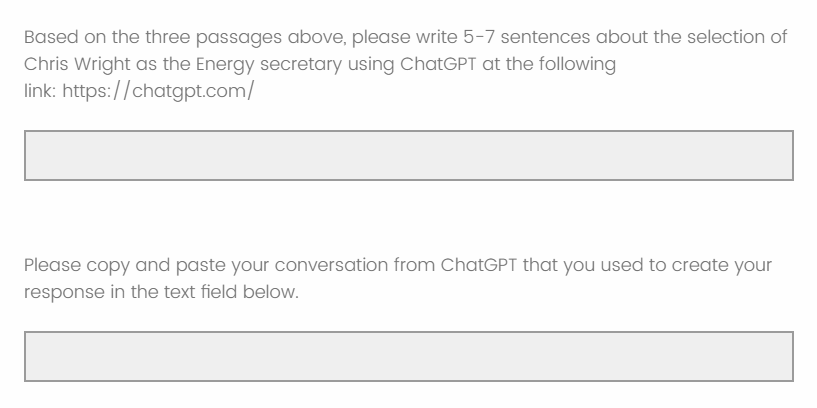 Based on the three passages above, please write 5-7 sentences about the selection of
Chris Wright as the Energy secretary using ChatGPT at the following
link: https://chatgpt.com/
Please copy and paste your conversation from ChatGPT that you used to create your
response in the text field below.